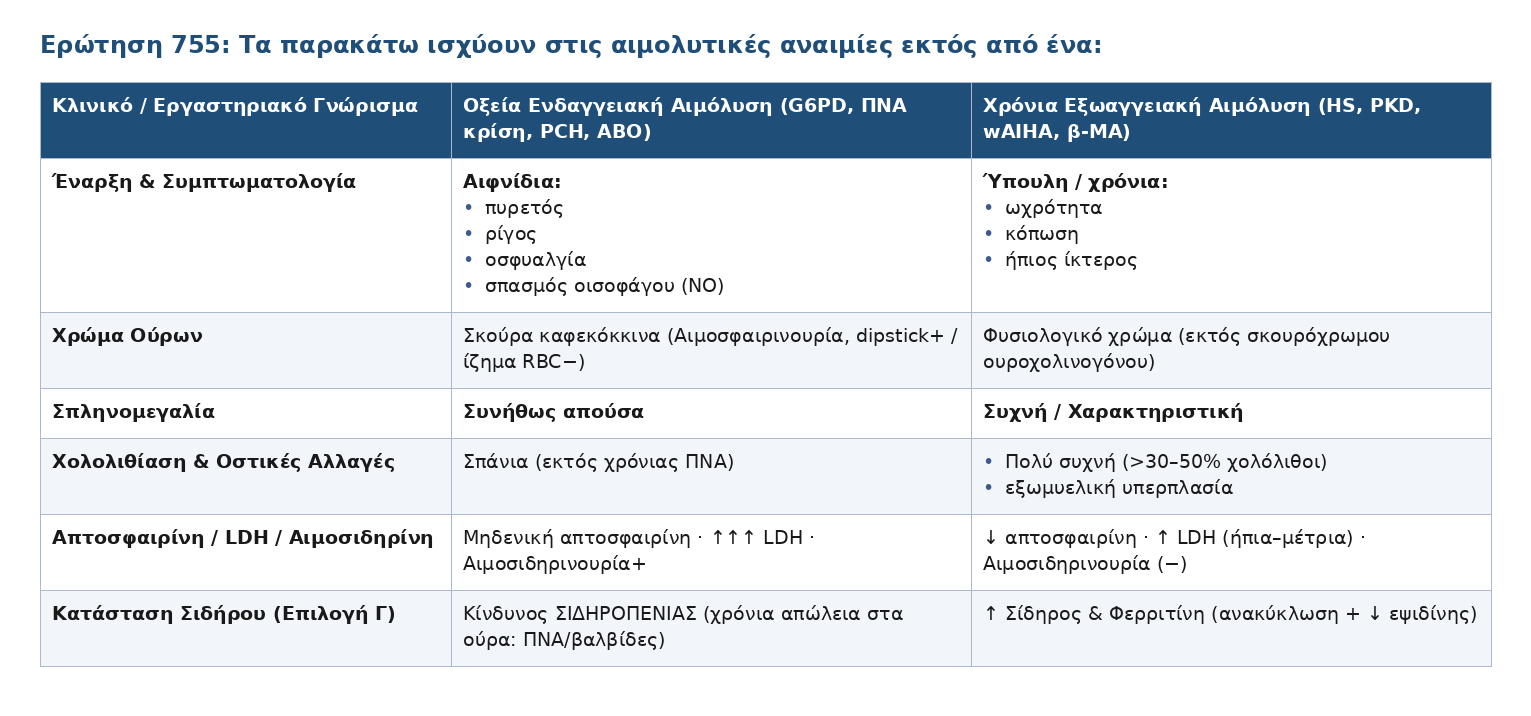 Ερώτηση 755: Τα παρακάτω ισχύουν στις αιμολυτικές αναιμίες εκτός από ένα:
Κλινικό / Εργαστηριακό Γνώρισμα
Οξεία Ενδαγγειακή Αιμόλυση (G6PD, ΠΝΑ
κρίση, PCH, ABO)
Χρόνια Εξωαγγειακή Αιμόλυση (HS, PKD,
wAIHA, β-ΜΑ)
Έναρξη & Συμπτωματολογία
Αιφνίδια:
• πυρετός
• ρίγος
• οσφυαλγία
• σπασμός οισοφάγου (NO)
Ύπουλη / χρόνια:
• ωχρότητα
• κόπωση
• ήπιος ίκτερος
Χρώμα Ούρων
Σκούρα καφεκόκκινα (Αιμοσφαιρινουρία, dipstick+ /
ίζημα RBC−)
Φυσιολογικό χρώμα (εκτός σκουρόχρωμου
ουροχολινογόνου)
Σπληνομεγαλία
Συνήθως απούσα
Συχνή / Χαρακτηριστική
Χολολιθίαση & Οστικές Αλλαγές
Σπάνια (εκτός χρόνιας ΠΝΑ)
• Πολύ συχνή (>30–50% χολόλιθοι)
• εξωμυελική υπερπλασία
Απτοσφαιρίνη / LDH / Αιμοσιδηρίνη
Μηδενική απτοσφαιρίνη · ↑↑↑ LDH ·
Αιμοσιδηρινουρία+
↓ απτοσφαιρίνη · ↑ LDH (ήπια–μέτρια) ·
Αιμοσιδηρινουρία (−)
Κατάσταση Σιδήρου (Επιλογή Γ)
Κίνδυνος ΣΙΔΗΡΟΠΕΝΙΑΣ (χρόνια απώλεια στα
ούρα: ΠΝΑ/βαλβίδες)
↑ Σίδηρος & Φερριτίνη (ανακύκλωση + ↓ εψιδίνης)